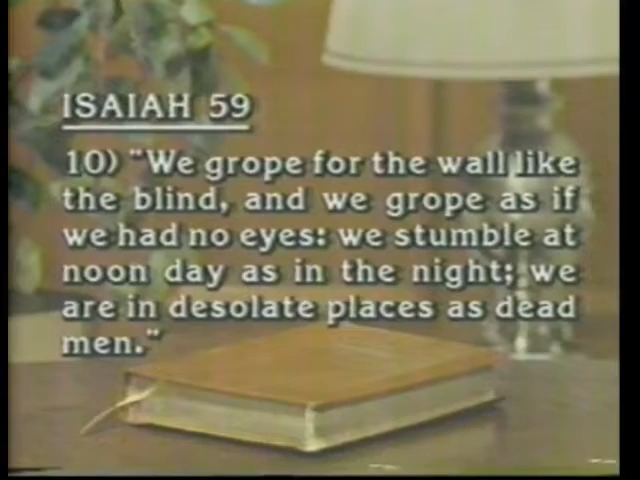 ISAIAH 59
10) "We grope for the wall like
the blind, and we grope as if
we had no eyes: we stumble at
noon day as in the night; we
are in desolate places as dead
men."